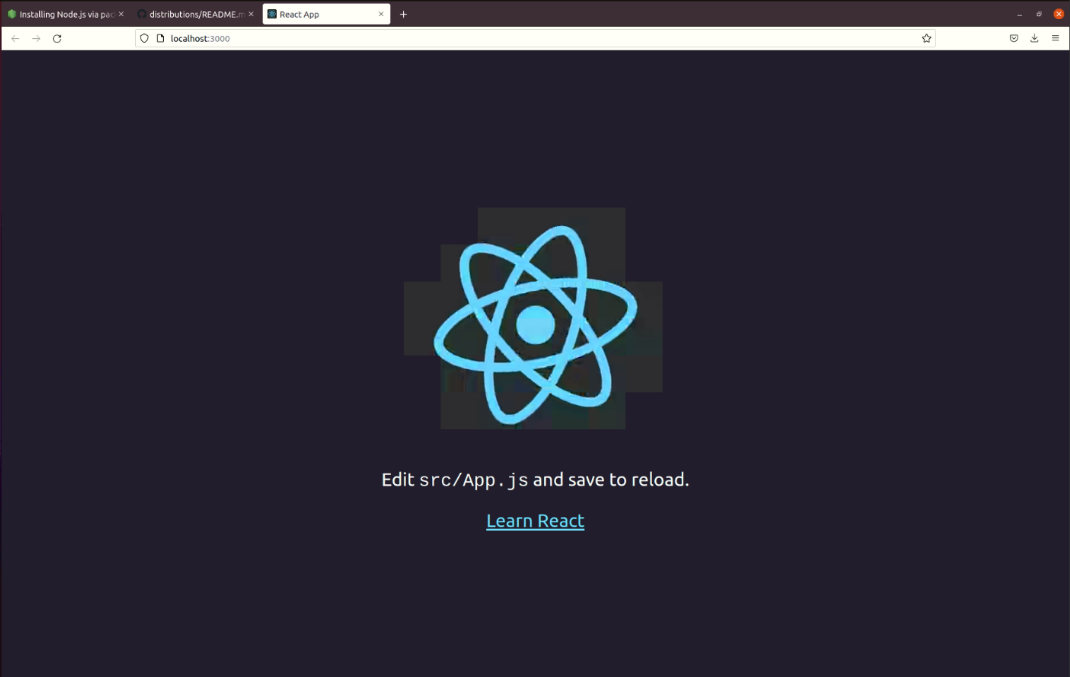 Installing Node.js via pac
distributions/README.m
React App
localhost:3000
Edit src/App.js and save to reload.
Learn React